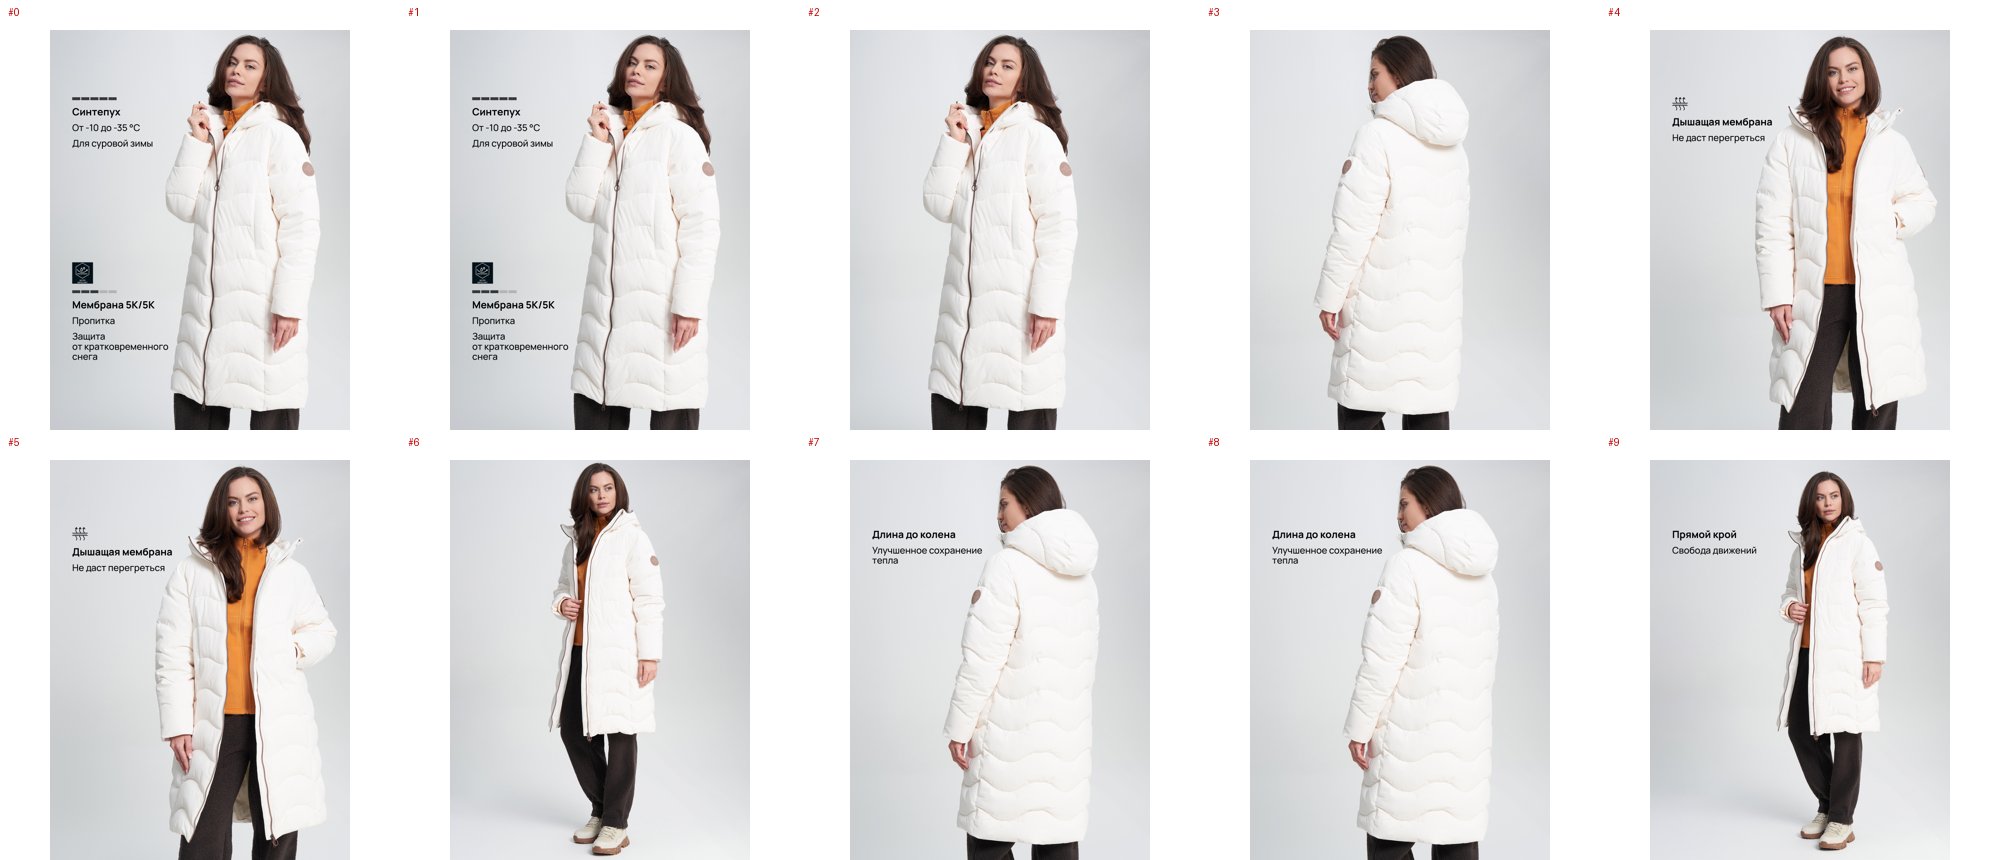 #0
#1
#2
#3
#4
Синтепух
От -10 до -35 °C
Для суровой зимы
Мембрана 5K/5K
Пропитка
Защита
от кратковременного
снега
Синтепух
От -10 до -35 °C
Для суровой зимы
Мембрана 5K/5K
Пропитка
Защита
от кратковременного
снега
Дышащая мембрана
Не даст перегреться
#5
#6
#7
#8
#9
Дышащая мембрана
Не даст перегреться
Длина до колена
Улучшенное сохранение
тепла
Длина до колена
Улучшенное сохранение
тепла
Прямой крой
Свобода движений